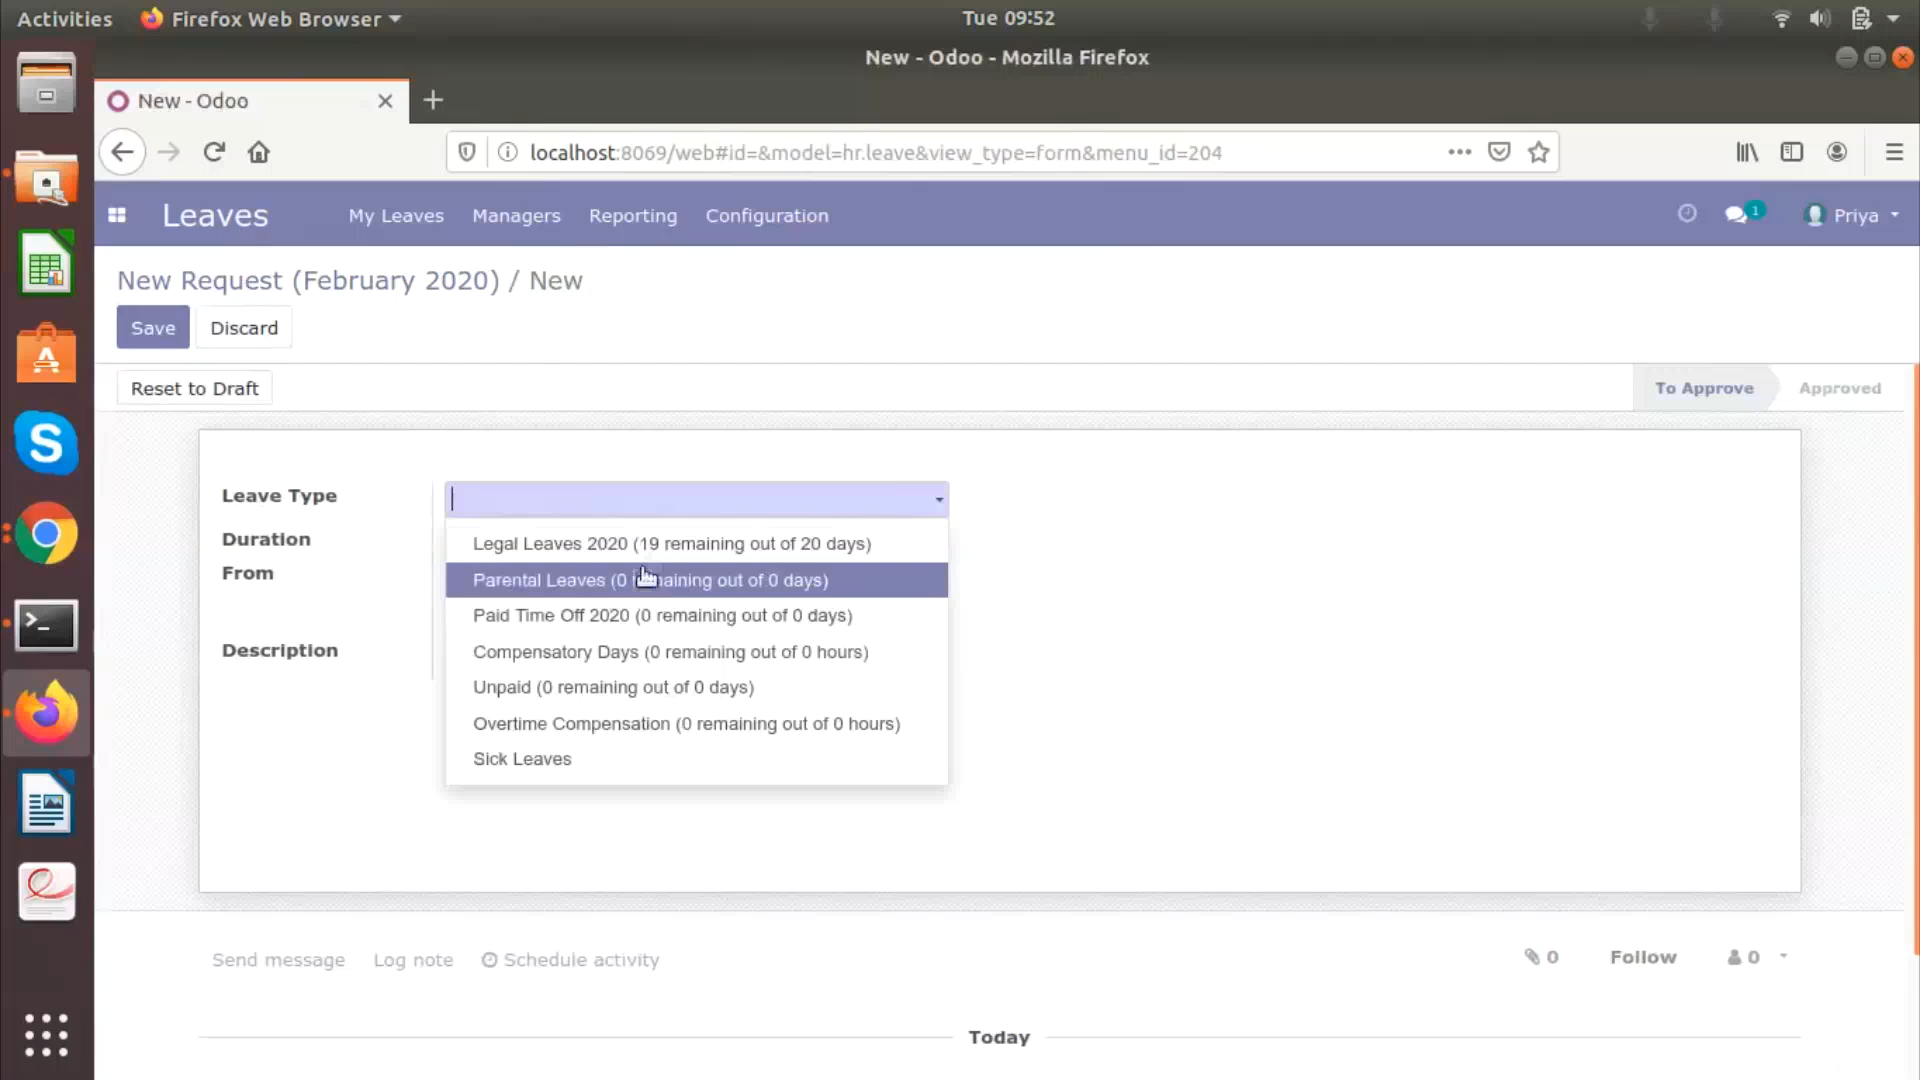 Activities
Firefox Web Browser
Tue 09:52
New - Odoo - Mozilla Firefox
New - Odoo
localhost:8069/web#id=&model=hr.leave&view_type=form&menu_id=204
Leaves
My Leaves
Managers
Reporting
Configuration
1
Priya
New Request (February 2020) / New
Save
Discard
Reset to Draft
To Approve
Approved
Leave Type
Duration
From
Description
Legal Leaves 2020 (19 remaining out of 20 days)
Parental Leaves (0 out of 0 days)
Paid Time Off 2020 (0 remaining out of 0 days)
Compensatory Days (0 remaining out of 0 hours)
Unpaid (0 remaining out of 0 days)
Overtime Compensation (0 remaining out of 0 hours)
Sick Leaves
Send message
Log note
Schedule activity
0
Follow
0
Today